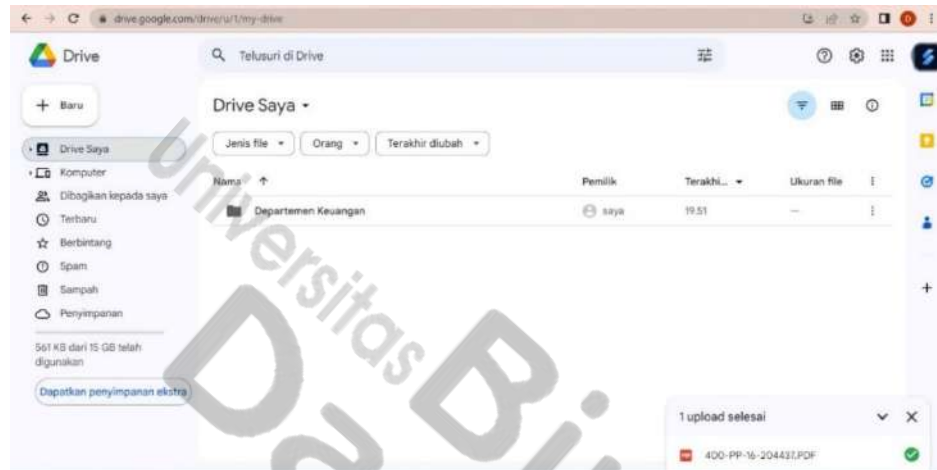 drive.google.com/drive/u/1/my-drive
D
Drive
Telusuri di Drive
Baru
Drive Saya
Komputer
Dibagikan kepada saya
Terbaru
Berbintang
Spam
Sampah
Penyimpanan
561 KB dari 15 GB telah
digunakan
Dapatkan penyimpanan ekstra
Drive Saya
Jenis file Orang Terakhir diubah
Nama Pemilik Terakhi... Ukuran file
Departemen Keuangan saya 19.51 —
1 upload selesai
4DO-PP-16-204437.PDF
Universitas Bi
Da